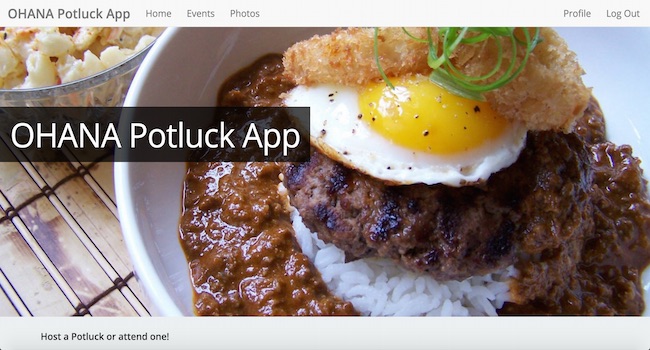 OHANA Potluck App Home Events Photos Profile Log Out
OHANA Potluck App
Host a Potluck or attend one!